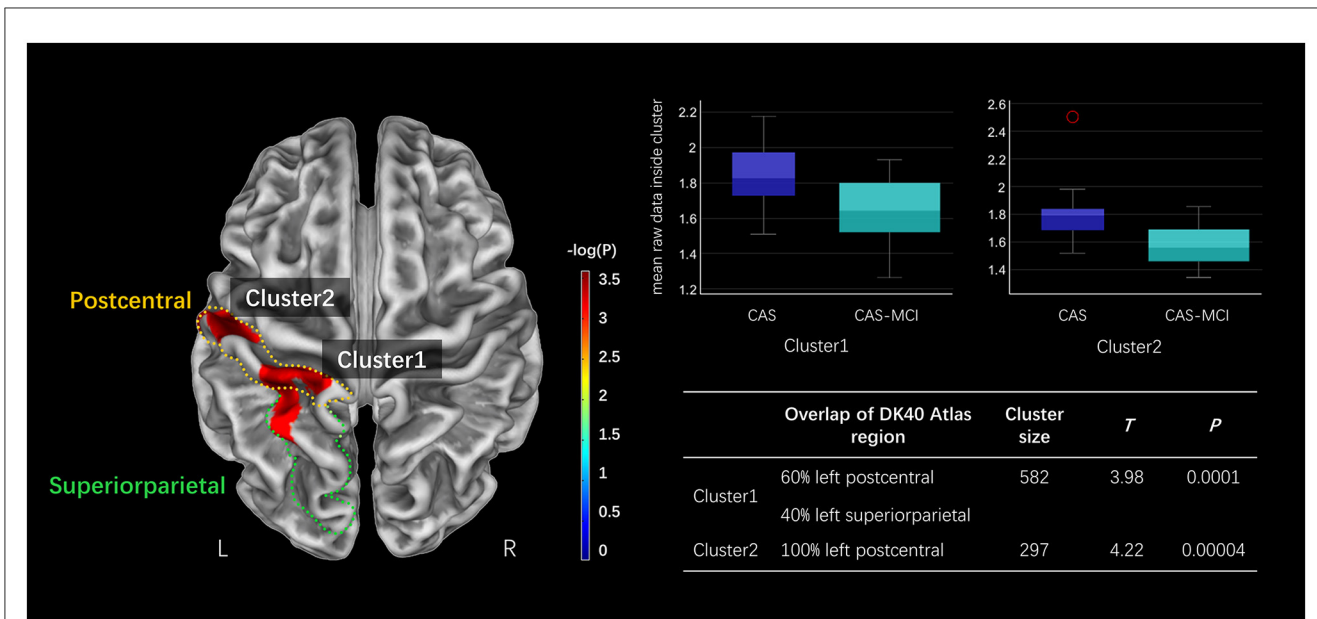 Postcentral
Cluster2
Cluster1
Superiorparietal
L
R
-log(P)
3.5
3
2.5
2
1.5
1
0.5
0
mean raw data inside cluster
2.2
2
1.8
1.6
1.4
1.2
CAS
CAS-MCI
Cluster1
2.6
2.4
2.2
2
1.8
1.6
1.4
CAS
CAS-MCI
Cluster2
Overlap of DK40 Atlas region
Cluster size
T
P
Cluster1
60% left postcentral
582
3.98
0.0001
40% left superiorparietal
Cluster2 100% left postcentral 297 4.22 0.00004